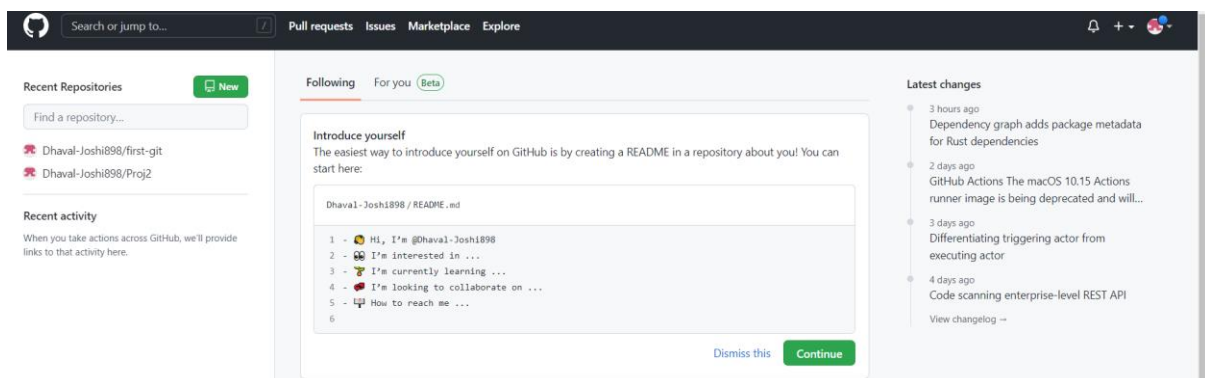 Search or jump to...
/
Pull requests Issues Marketplace Explore
Recent Repositories
New
Find a repository...
Dhaval-Joshi898/first-git
Dhaval-Joshi898/Proj2
Recent activity
When you take actions across GitHub, we'll provide
links to that activity here.
Following For you Beta
Introduce yourself
The easiest way to introduce yourself on GitHub is by creating a README in a repository about you! You can
start here:
Dhaval-Joshi898 / README.md
1 - 👋 Hi, I'm @Dhaval-Joshi898
2 - 👀 I'm interested in ...
3 - 🌱 I'm currently learning ...
4 - 💞️ I'm looking to collaborate on ...
5 - 📫 How to reach me ...
6
Dismiss this Continue
Latest changes
3 hours ago
Dependency graph adds package metadata
for Rust dependencies
2 days ago
GitHub Actions The macOS 10.15 Actions
runner image is being deprecated and will...
3 days ago
Differentiating triggering actor from
executing actor
4 days ago
Code scanning enterprise-level REST API
View changelog →